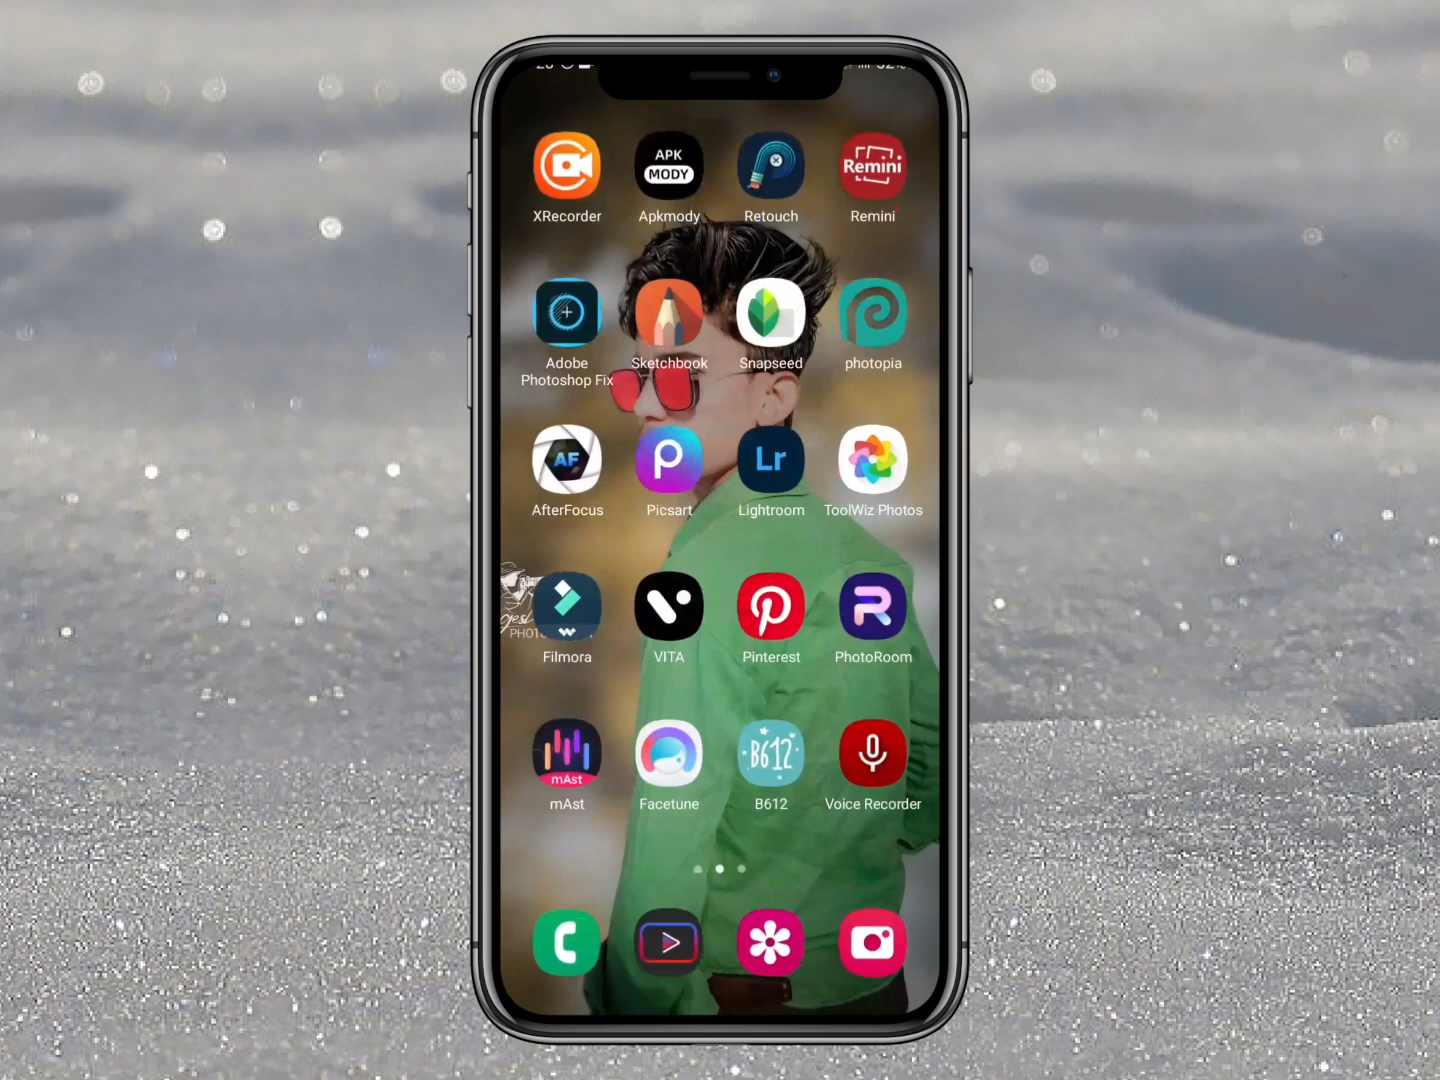 APK
MODY
Remini
XRecorder
Apkmody
Retouch
Remini
Adobe
Photoshop Fix
Sketchbook
Snapseed
photopia
AF
Lr
AfterFocus
Picsart
Lightroom
ToolWiz Photos
Filmora
VITA
Pinterest
PhotoRoom
mAst
B612
mAst
Facetune
B612
Voice Recorder